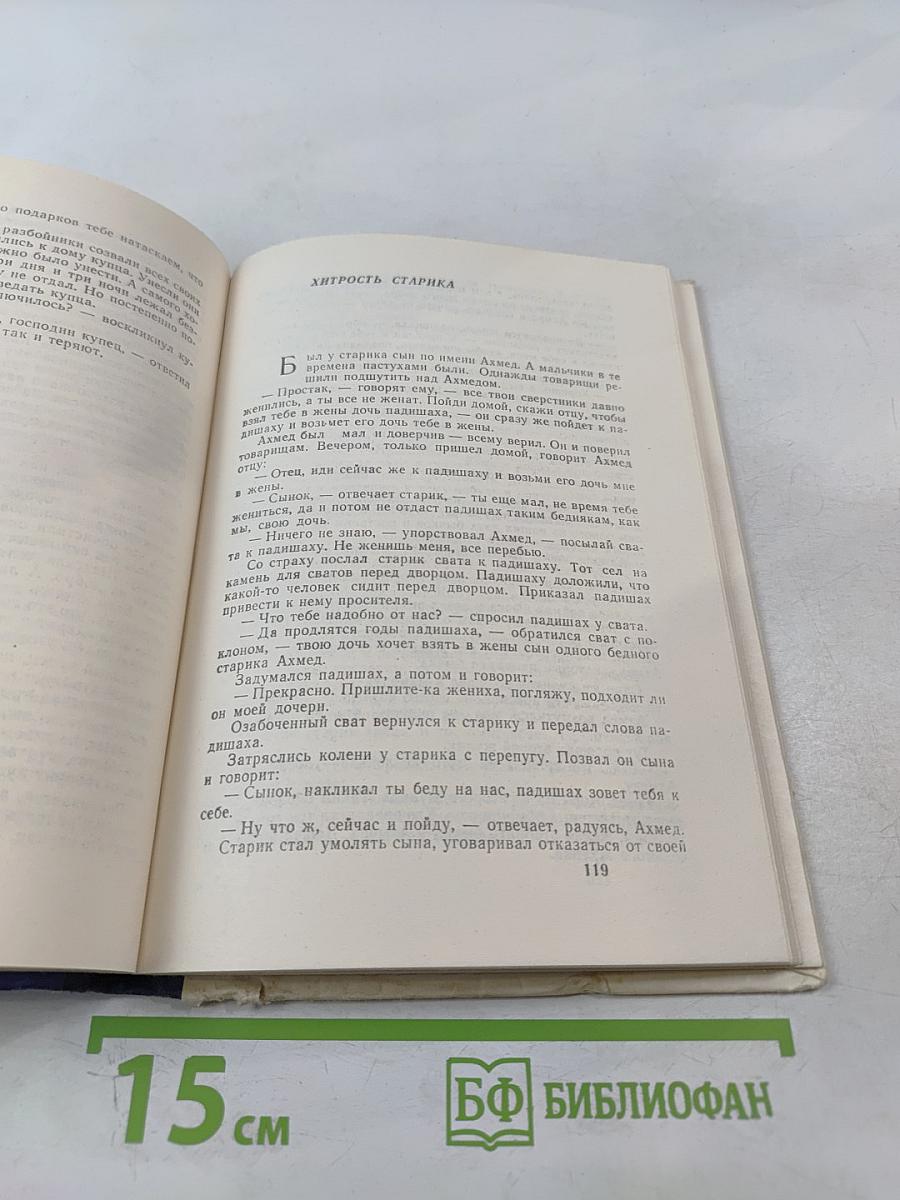 о подарков тебе натаскаем, что
разбойники созвали всех своих
лись к дому купца. Унесли они
жно было унести. А самого хо-
ри дня и три ночи лежал без
у не отдал. Но постепенно по-
ведать купца.
лючилось? — воскликнул ку-
, господин купец, — ответил
так и теряют.
ХИТРОСТЬ СТАРИКА
Был у старика сын по имени Ахмед. А мальчики в те
времена пастухами были. Однажды товарищи ре-
шили подшутить над Ахмедом.
— Простак, — говорят ему, — все твои сверстники давно
женились, а ты все не женат. Пойди домой, скажи отцу, чтобы
взял тебе в жены дочь падишаха, — он сразу же пойдет к па-
дишаху и возьмет его дочь тебе в жены.
Ахмед был мал и доверчив — всему верил. Он и поверил
товарищам. Вечером, только пришел домой, говорит Ахмед
отцу:
— Отец, иди сейчас же к падишаху и возьми его дочь мне
в жены.
— Сынок, — отвечает старик, — ты еще мал, не время тебе
жениться, да и потом не отдаст падишах таким беднякам, как
мы, свою дочь.
— Ничего не знаю, — упорствовал Ахмед, — посылай сва-
та к падишаху. Не женишь меня, все перебью.
Со страху послал старик свата к падишаху. Тот сел на
камень для сватов перед дворцом. Падишаху доложили, что
какой-то человек сидит перед дворцом. Приказал падишах
привести к нему просителя.
— Что тебе надобно от нас? — спросил падишах у свата.
— Да продлятся годы падишаха, — обратился сват с по-
клоном, — твою дочь хочет взять в жены сын одного бедного
старика Ахмед.
Задумался падишах, а потом и говорит:
— Прекрасно. Пришлите-ка жениха, погляжу, подходит ли
он моей дочери.
Озабоченный сват вернулся к старику и передал слова па-
дишаха.
Затряслись колени у старика с перепугу. Позвал он сына
и говорит:
— Сынок, накликал ты беду на нас, падишах зовет тебя к
себе.
— Ну что ж, сейчас и пойду, — отвечает, радуясь, Ахмед.
Старик стал умолять сына, уговаривал отказаться от своей
119
15 см
БФ БИБЛИОФАН